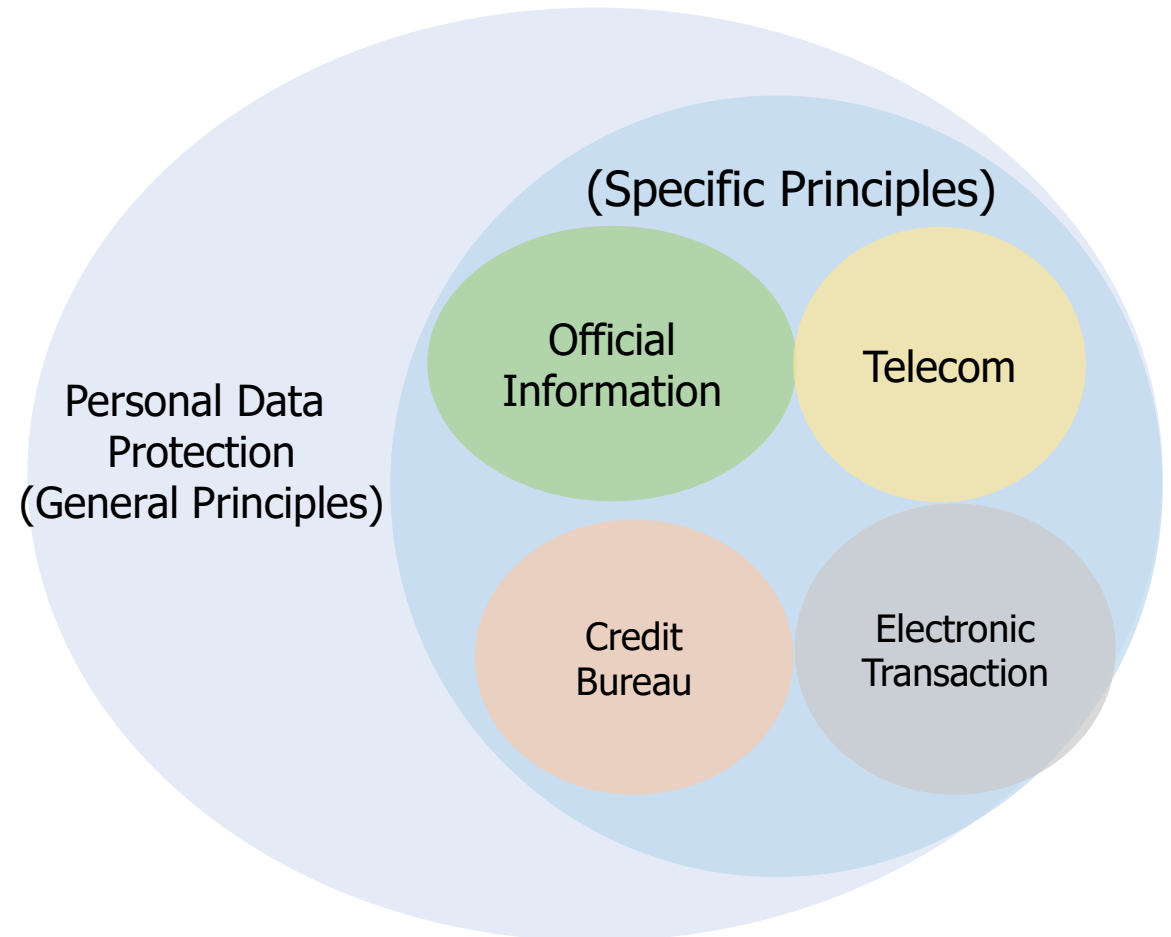 (Specific Principles)
Official
Information
Telecom
Personal Data
Protection
(General Principles)
Credit
Bureau
Electronic
Transaction